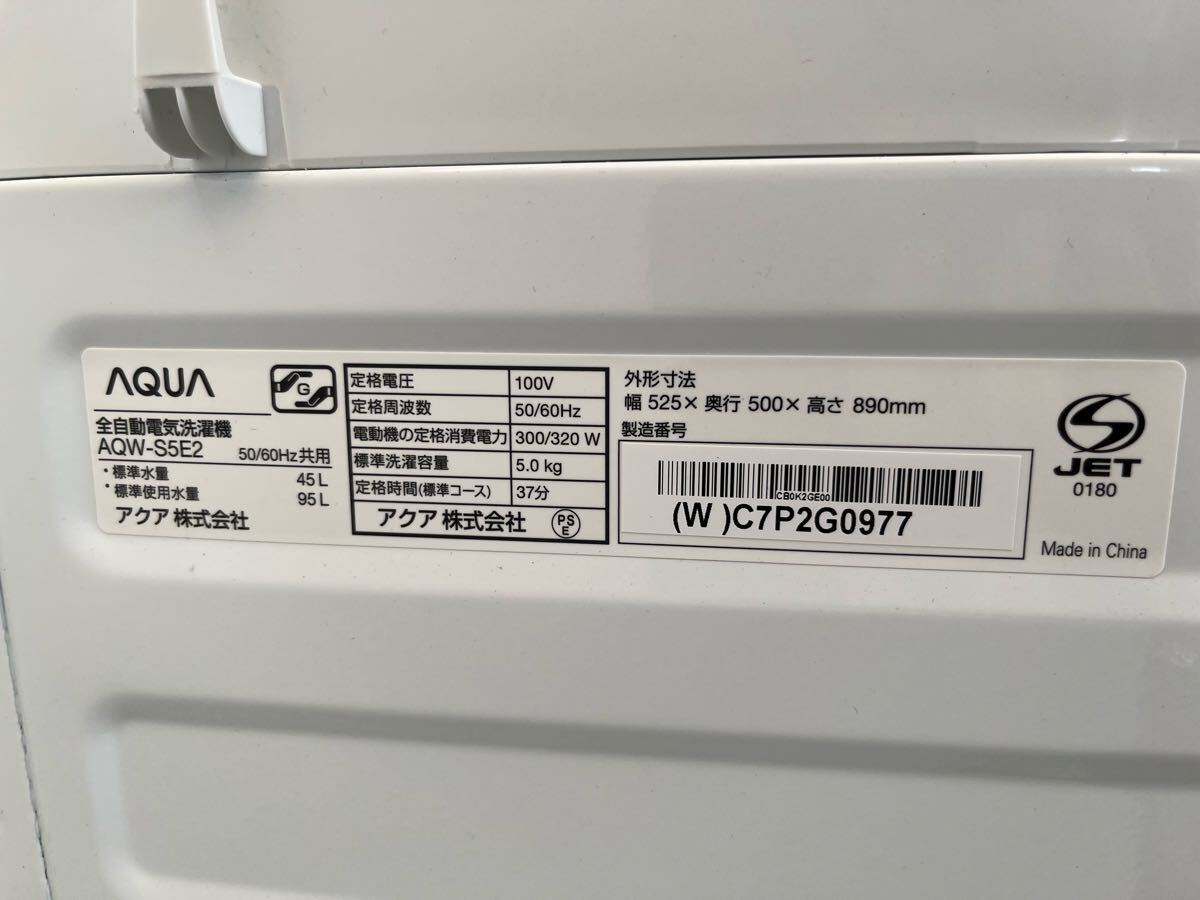 AQUA
G
全自動電気洗濯機
AQW-S5E2 50/60Hz共用
・標準水量 45L
・標準使用水量 95L
アクア株式会社
定格電圧 100V
定格周波数 50/60Hz
電動機の定格消費電力 300/320 W
標準洗濯容量 5.0 kg
定格時間(標準コース) 37分
アクア株式会社 PSE
外形寸法
幅 525× 奥行 500× 高さ 890mm
製造番号
CB0K2GE00
(W )C7P2G0977
JET
0180
Made in China